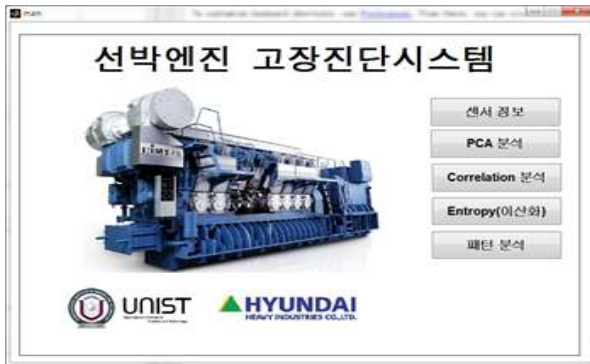 main
선박엔진 고장진단시스템
센서 정보
PCA 분석
Correlation 분석
Entropy(이산화)
패턴 분석
HIMSEN
UNIST
HYUNDAI
HEAVY INDUSTRIES CO.,LTD.